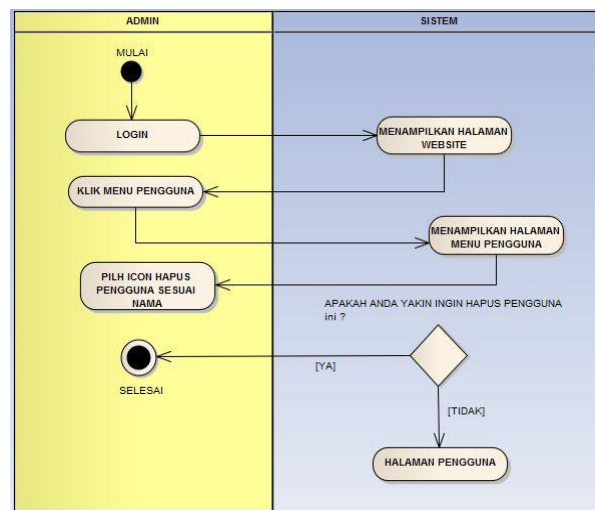 ADMIN
SISTEM
MULAI
LOGIN
MENAMPILKAN HALAMAN
WEBSITE
KLIK MENU PENGGUNA
MENAMPILKAN HALAMAN
MENU PENGGUNA
PILH ICON HAPUS
PENGGUNA SESUAI
NAMA
APAKAH ANDA YAKIN INGIN HAPUS PENGGUNA
ini ?
[YA]
SELESAI
[TIDAK]
HALAMAN PENGGUNA